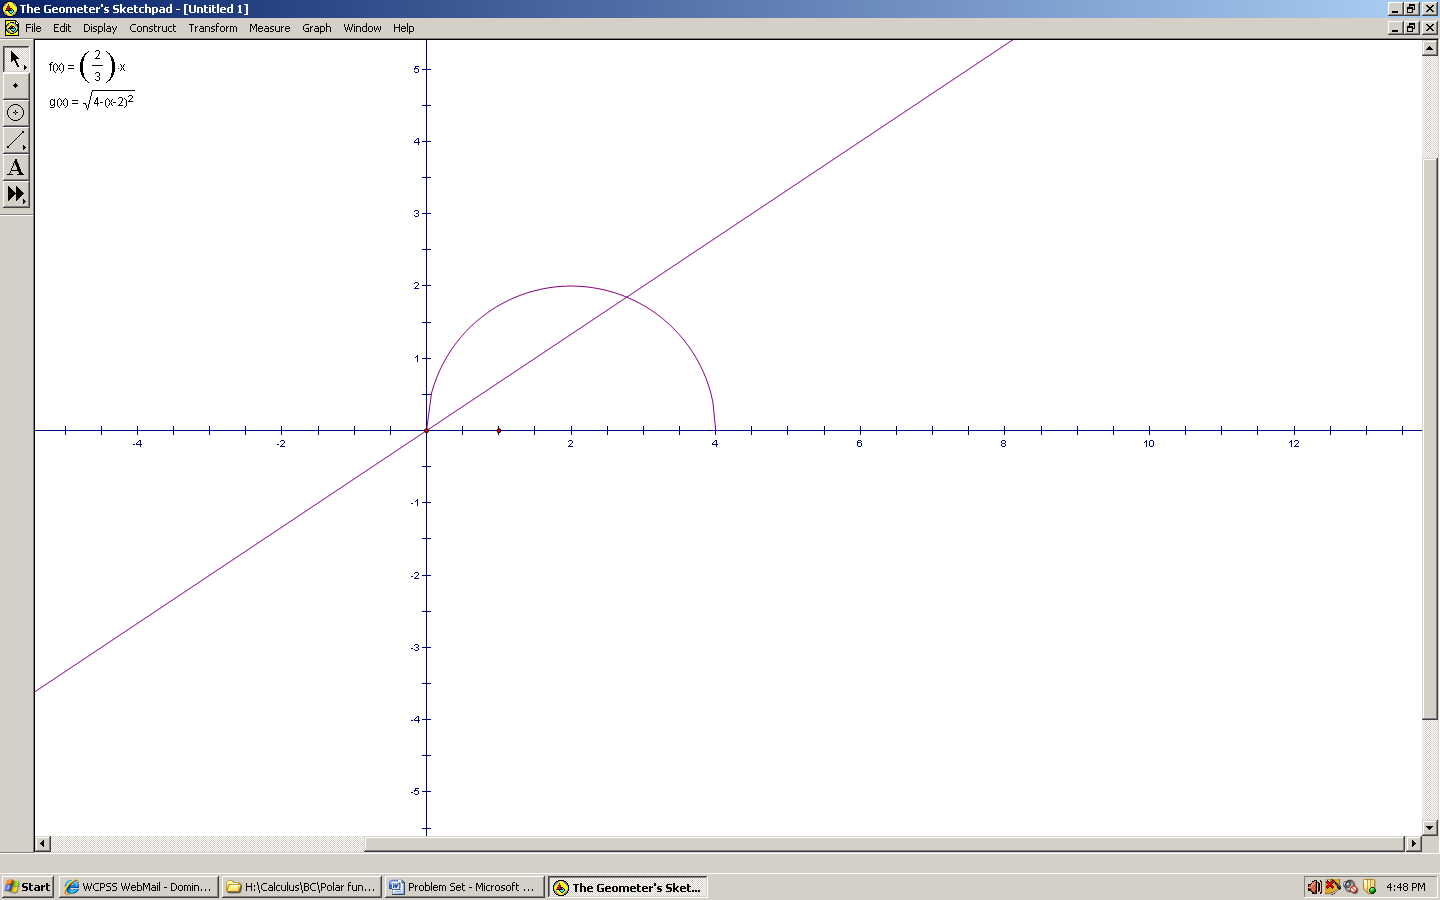 The Geometer's Sketchpad - [Untitled 1]
File Edit Display Construct Transform Measure Graph Window Help
f(x) = (2/3)·x
g(x) = √4-(x-2)²
A
5
4
3
2
1
-4 -2 2 4 6 8 10 12
-1
-2
-3
-4
-5
Start WCPSS WebMail - Domin... H:\Calculus\BC\Polar fun... Problem Set - Microsoft ... The Geometer's Sket... 4:48 PM